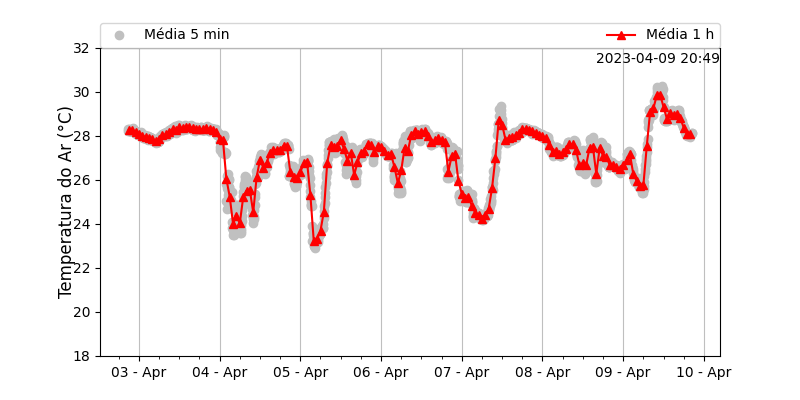 Média 5 min
Média 1 h
2023-04-09 20:49
Temperatura do Ar (°C)
32
30
28
26
24
22
20
18
03 - Apr
04 - Apr
05 - Apr
06 - Apr
07 - Apr
08 - Apr
09 - Apr
10 - Apr